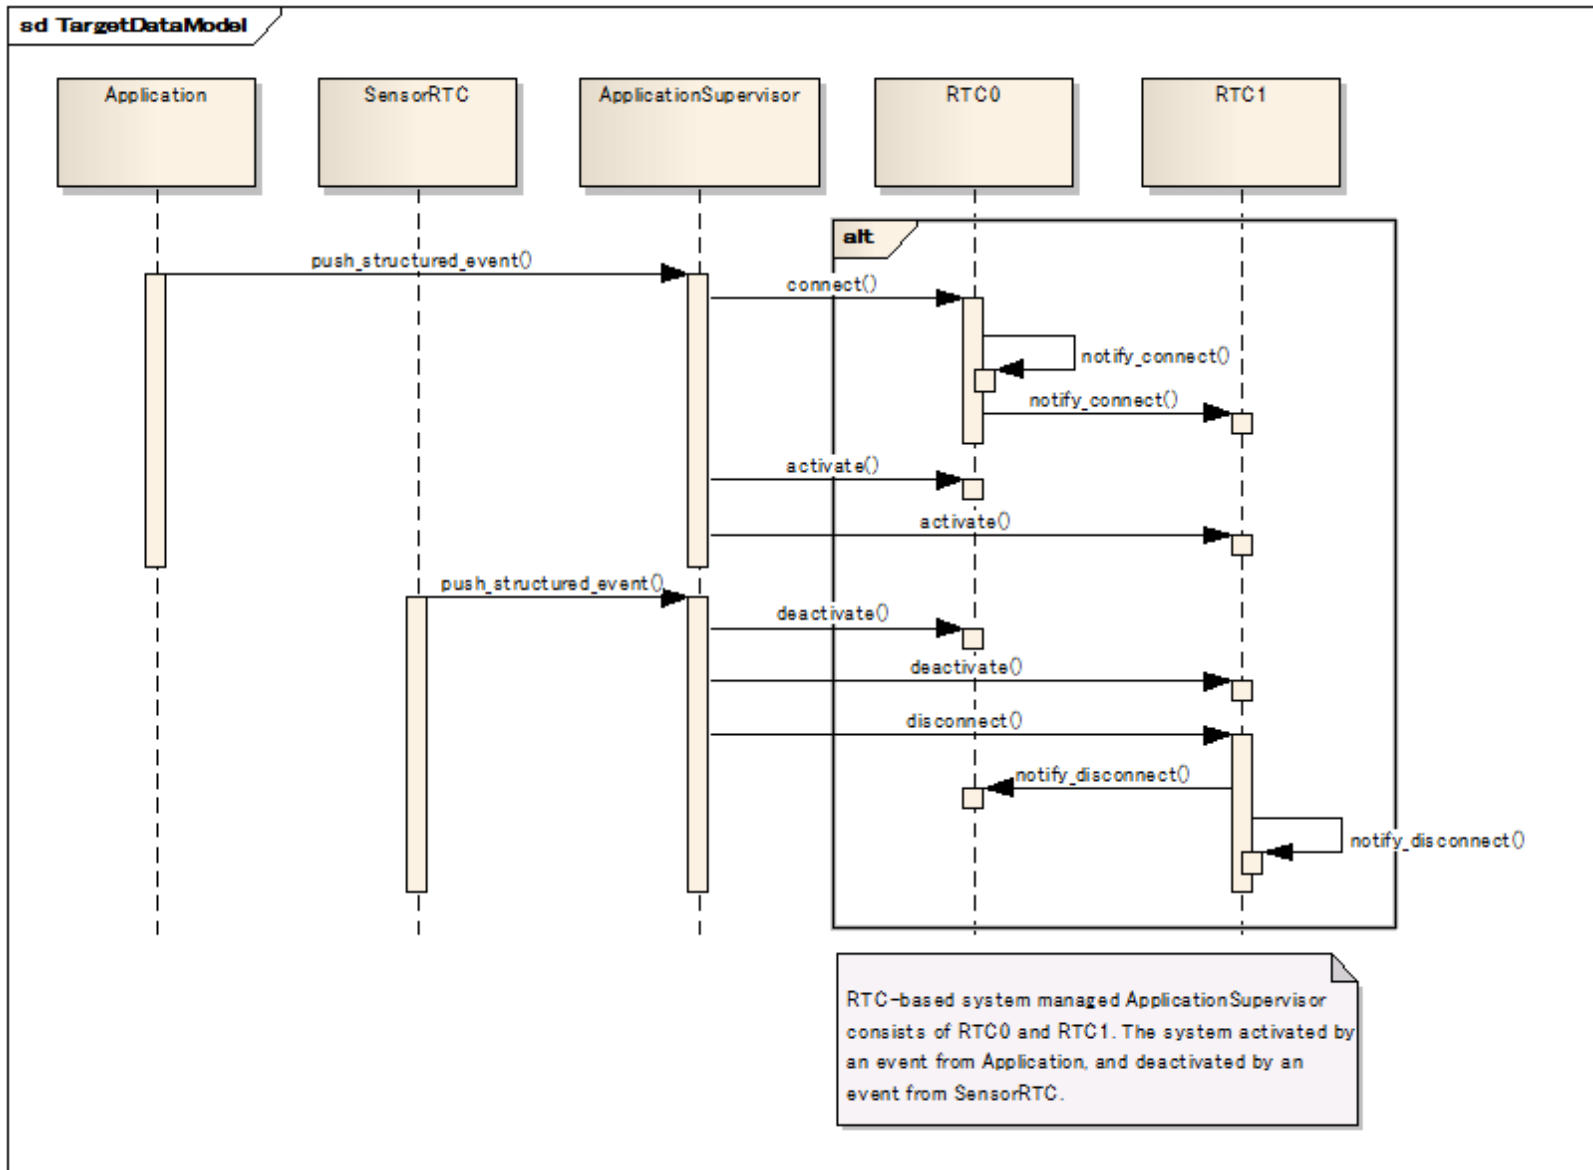 sd TargetDataModel
Application
SensorRTC
ApplicationSupervisor
RTC0
RTC1
alt
push_structured_event()
connect()
notify_connect()
notify_connect()
activate()
activate()
push_structured_event()
deactivate()
deactivate()
disconnect()
notify_disconnect()
notify_disconnect()
RTC-based system managed ApplicationSupervisor
consists of RTC0 and RTC1. The system activated by
an event from Application, and deactivated by an
event from SensorRTC.